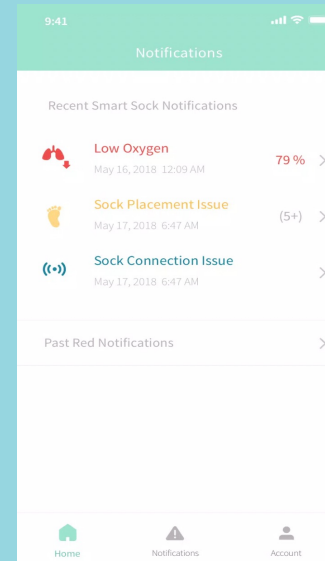 9:41
Notifications
Recent Smart Sock Notifications
Low Oxygen
79 %
May 16, 2018 12:09 AM
Sock Placement Issue
(5+)
May 17, 2018 6:47 AM
Sock Connection Issue
May 17, 2018 6:47 AM
Past Red Notifications
Home
Notifications
Account